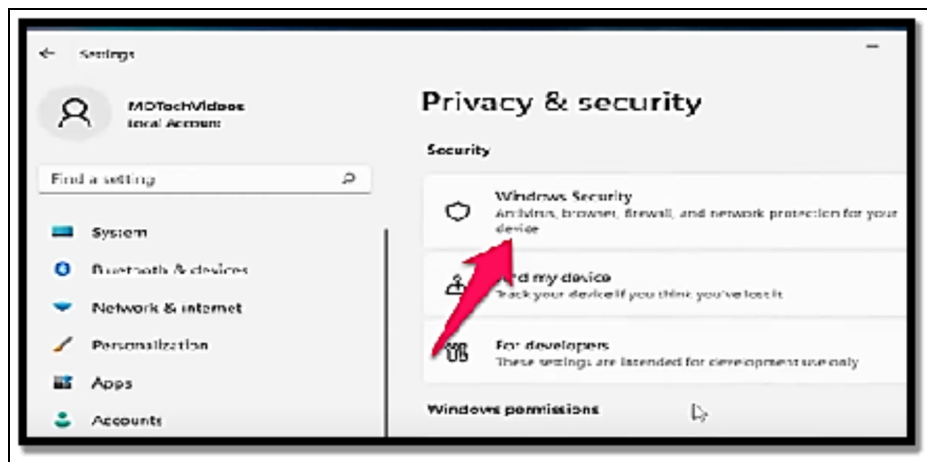 Settings
MDTechVideos
Local Account
Find a setting
System
Bluetooth & devices
Network & internet
Personalization
Apps
Accounts
Privacy & security
Security
Windows Security
Antivirus, browser, firewall, and network protection for your
device
my device
Track your device if you think you've lost it
For developers
These settings are intended for development use only
Windows permissions